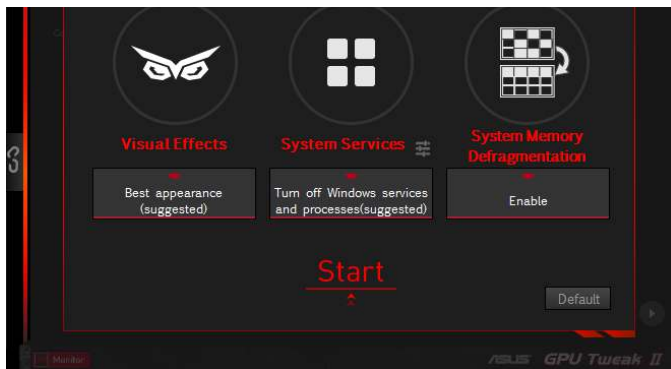 Visual Effects
System Services
System Memory
Defragmentation
Best appearance
(suggested)
Turn off Windows services
and processes(suggested)
Enable
Start
Default
Monitor
ASUS GPU Tweak II